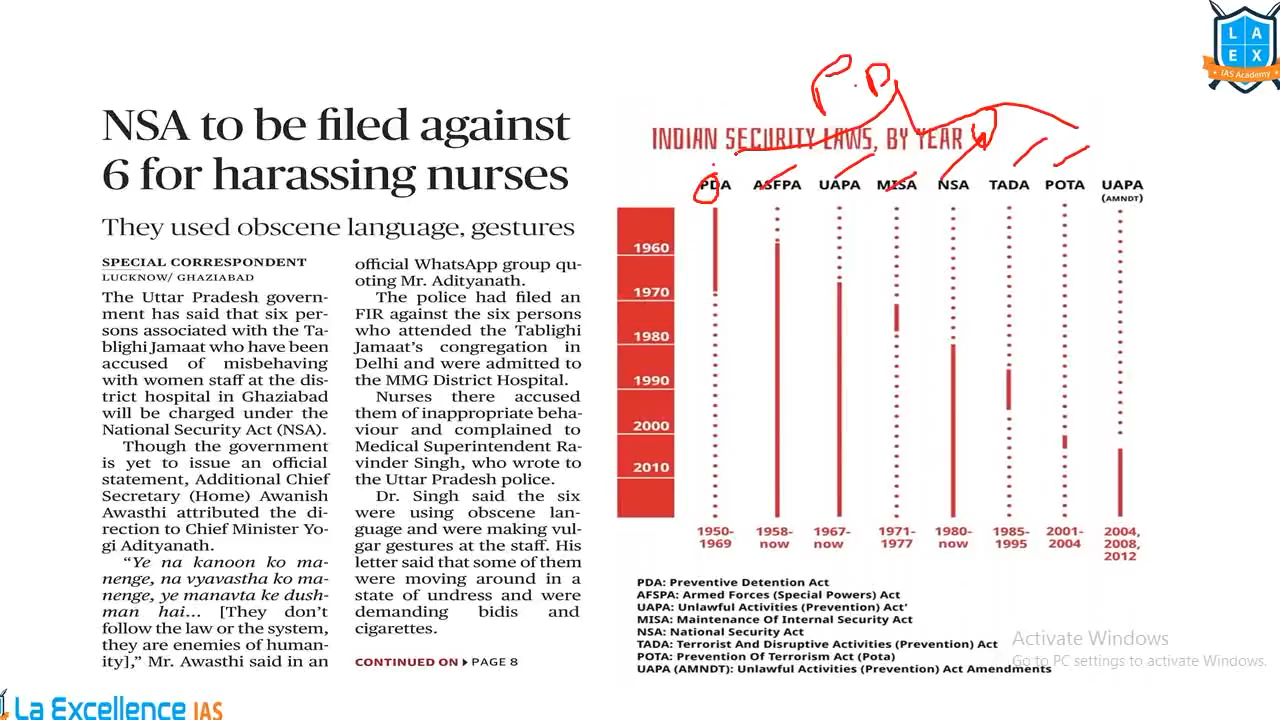 L A
E X
IAS Academy
NSA to be filed against
6 for harassing nurses
They used obscene language, gestures
SPECIAL CORRESPONDENT
LUCKNOW/ GHAZIABAD
The Uttar Pradesh govern-
ment has said that six per-
sons associated with the Ta-
blighi Jamaat who have been
accused of misbehaving
with women staff at the dis-
trict hospital in Ghaziabad
will be charged under the
National Security Act (NSA).
Though the government
is yet to issue an official
statement, Additional Chief
Secretary (Home) Awanish
Awasthi attributed the di-
rection to Chief Minister Yo-
gi Adityanath.
“Ye na kanoon ko ma-
nenge, na vyavastha ko ma-
nenge, ye manavta ke dush-
man hai... [They don’t
follow the law or the system,
they are enemies of human-
ity],” Mr. Awasthi said in an
official WhatsApp group qu-
oting Mr. Adityanath.
The police had filed an
FIR against the six persons
who attended the Tablighi
Jamaat’s congregation in
Delhi and were admitted to
the MMG District Hospital.
Nurses there accused
them of inappropriate beha-
viour and complained to
Medical Superintendent Ra-
vinder Singh, who wrote to
the Uttar Pradesh police.
Dr. Singh said the six
were using obscene lan-
guage and were making vul-
gar gestures at the staff. His
letter said that some of them
were moving around in a
state of undress and were
demanding bidis and
cigarettes.
CONTINUED ON PAGE 8
INDIAN SECURITY LAWS, BY YEAR
PDA ASFPA UAPA MISA NSA TADA POTA UAPA
(AMNDT)
1960
1970
1980
1990
2000
2010
1950- 1958- 1967- 1971- 1980- 1985- 2001- 2004,
1969 now now 1977 now 1995 2004 2008,
2012
PDA: Preventive Detention Act
AFSPA: Armed Forces (Special Powers) Act
UAPA: Unlawful Activities (Prevention) Act'
MISA: Maintenance Of Internal Security Act
NSA: National Security Act
TADA: Terrorist And Disruptive Activities (Prevention) Act
POTA: Prevention Of Terrorism Act (Pota)
UAPA (AMNDT): Unlawful Activities (Prevention) Act Amendments
Activate Windows
Go to PC settings to activate Windows.
La Excellence IAS